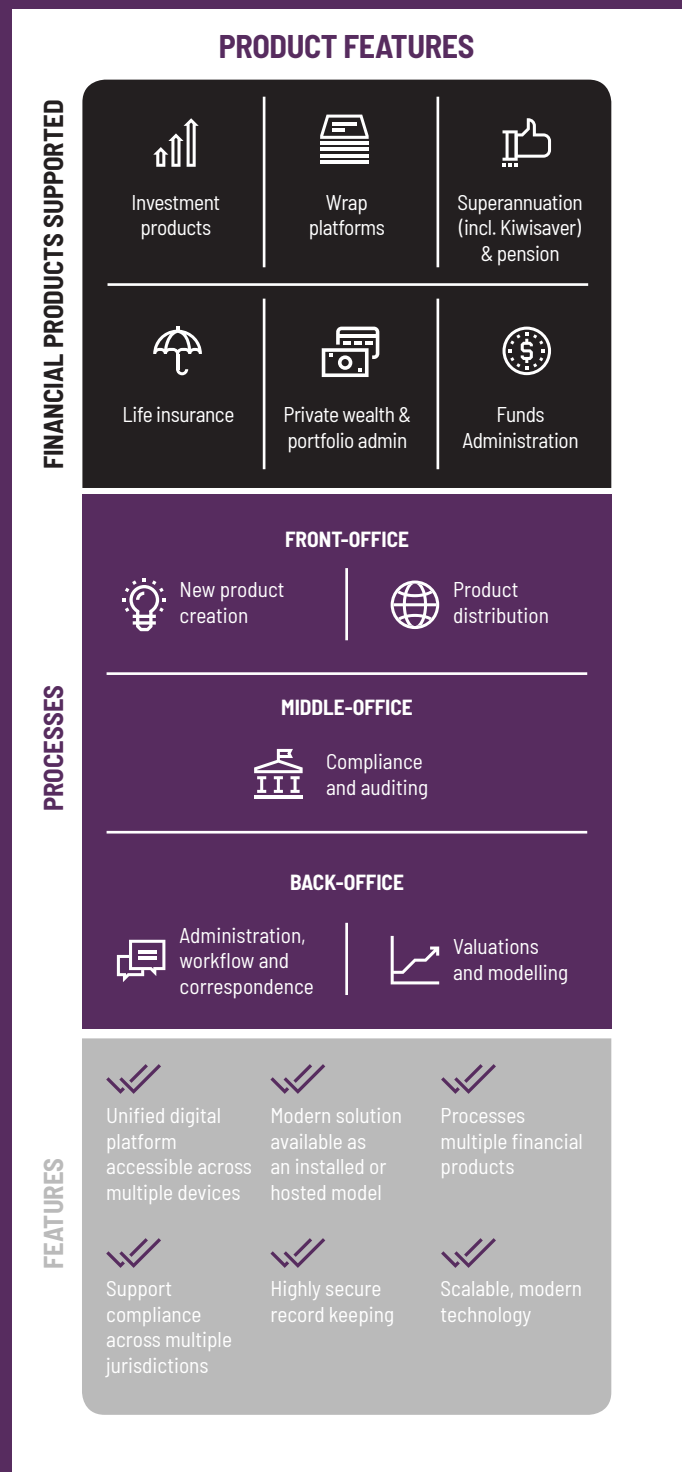 PRODUCT FEATURES
FINANCIAL PRODUCTS SUPPORTED
Investment
products
Wrap
platforms
Superannuation
(incl. Kiwisaver)
& pension
Life insurance
Private wealth &
portfolio admin
Funds
Administration
PROCESSES
FRONT-OFFICE
New product
creation
Product
distribution
MIDDLE-OFFICE
Compliance
and auditing
BACK-OFFICE
Administration,
workflow and
correspondence
Valuations
and modelling
FEATURES
Unified digital
platform
accessible across
multiple devices
Modern solution
available as
an installed or
hosted model
Processes
multiple financial
products
Support
compliance
across multiple
jurisdictions
Highly secure
record keeping
Scalable, modern
technology